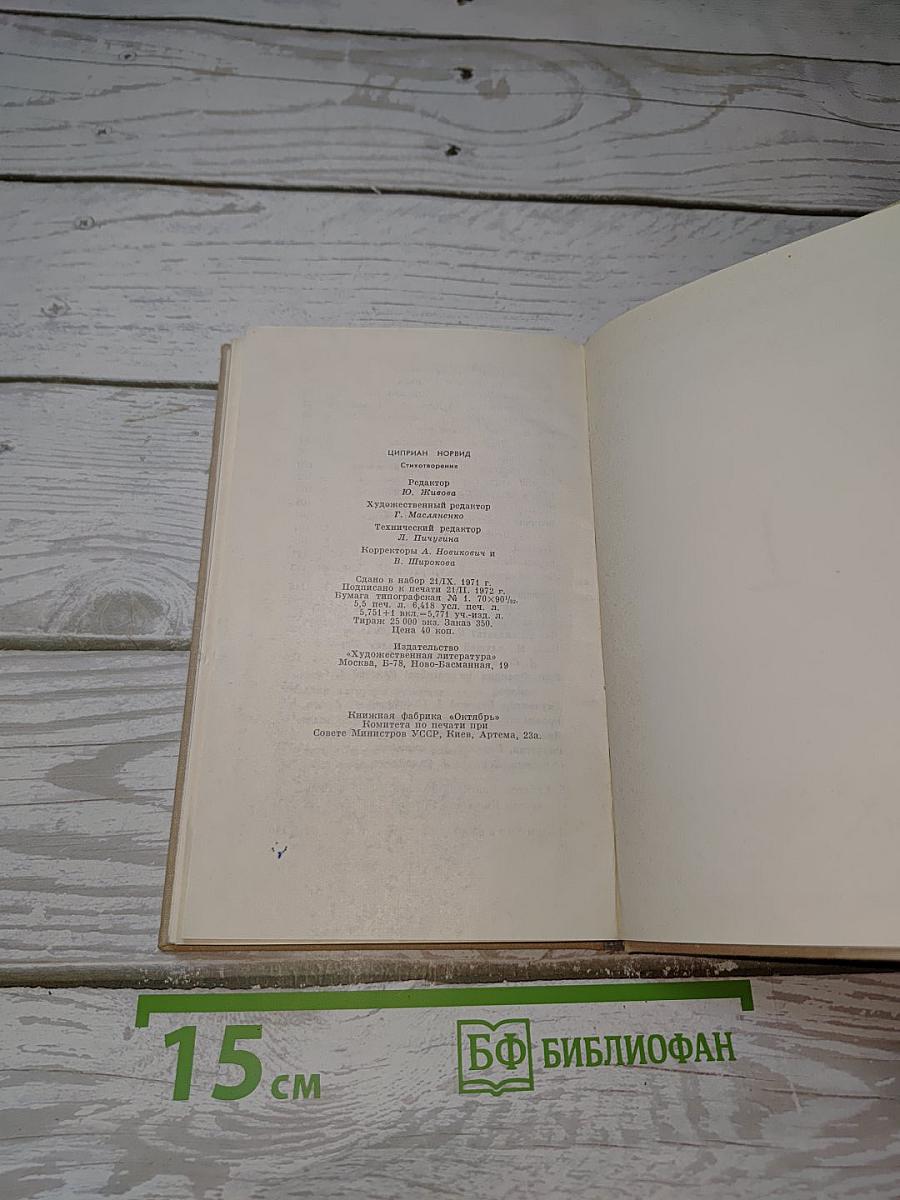 ЦИПРИАН НОРВИД
Стихотворения
Редактор
Ю. Живова
Художественный редактор
Г. Масляненко
Технический редактор
Л. Пичугина
Корректоры А. Новикович и
В. Широкова
Сдано в набор 21/IX. 1971 г.
Подписано к печати 21/II. 1972 г.
Бумага типографская № 1. 70×90¹/₃₂.
5,5 печ. л. 6,418 усл. печ. л.
5,751+1 вкл.=5,771 уч.-изд. л.
Тираж 25 000 экз. Заказ 350.
Цена 40 коп.
Издательство
«Художественная литература»
Москва, Б-78, Ново-Басманная, 19
Книжная фабрика «Октябрь»
Комитета по печати при
Совете Министров УССР, Киев, Артема, 23а.
15 см
БФ БИБЛИОФАН